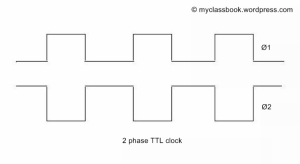 © myclassbook.wordpress.com
Ø1
Ø2
2 phase TTL clock